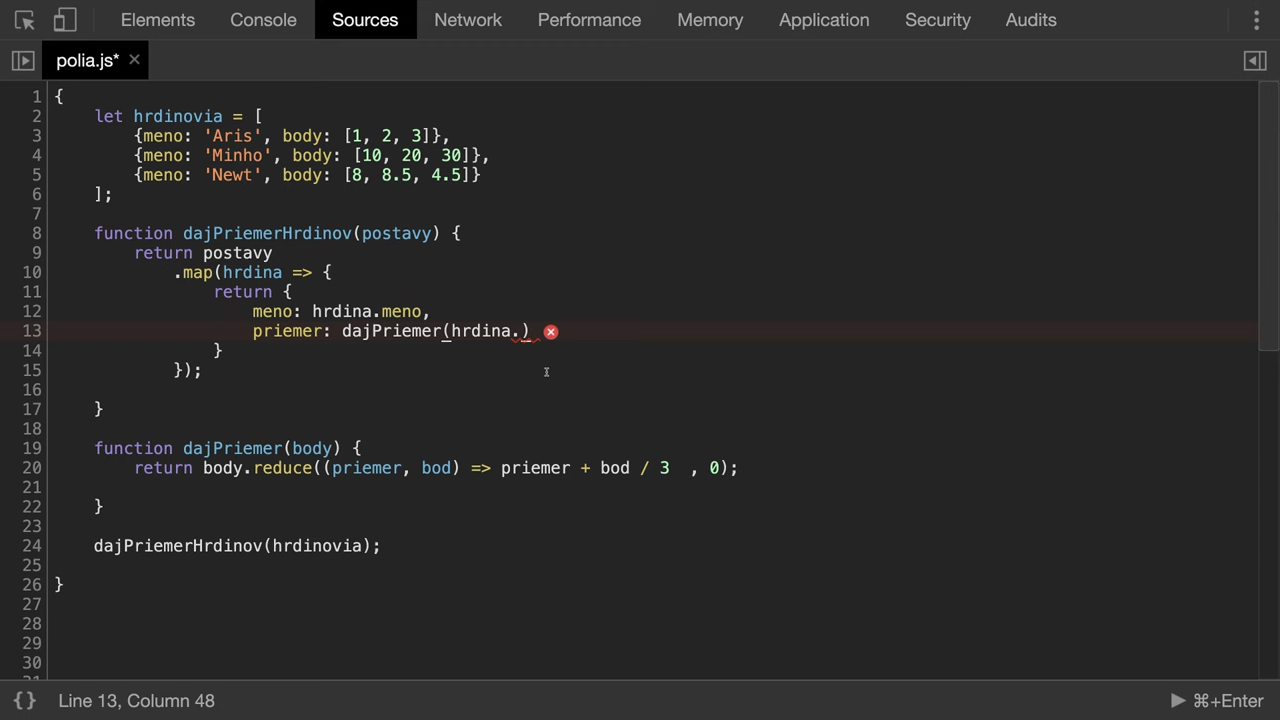 Elements Console Sources Network Performance Memory Application Security Audits
polia.js* ×
1 {
2 let hrdinovia = [
3 {meno: 'Aris', body: [1, 2, 3]},
4 {meno: 'Minho', body: [10, 20, 30]},
5 {meno: 'Newt', body: [8, 8.5, 4.5]}
6 ];
7
8 function dajPriemerHrdinov(postavy) {
9 return postavy
10 .map(hrdina => {
11 return {
12 meno: hrdina.meno,
13 priemer: dajPriemer(hrdina.)
14 }
15 });
16
17 }
18
19 function dajPriemer(body) {
20 return body.reduce((priemer, bod) => priemer + bod / 3 , 0);
21
22 }
23
24 dajPriemerHrdinov(hrdinovia);
25
26 }
27
28
29
30
{} Line 13, Column 48 ▶ ⌘+Enter